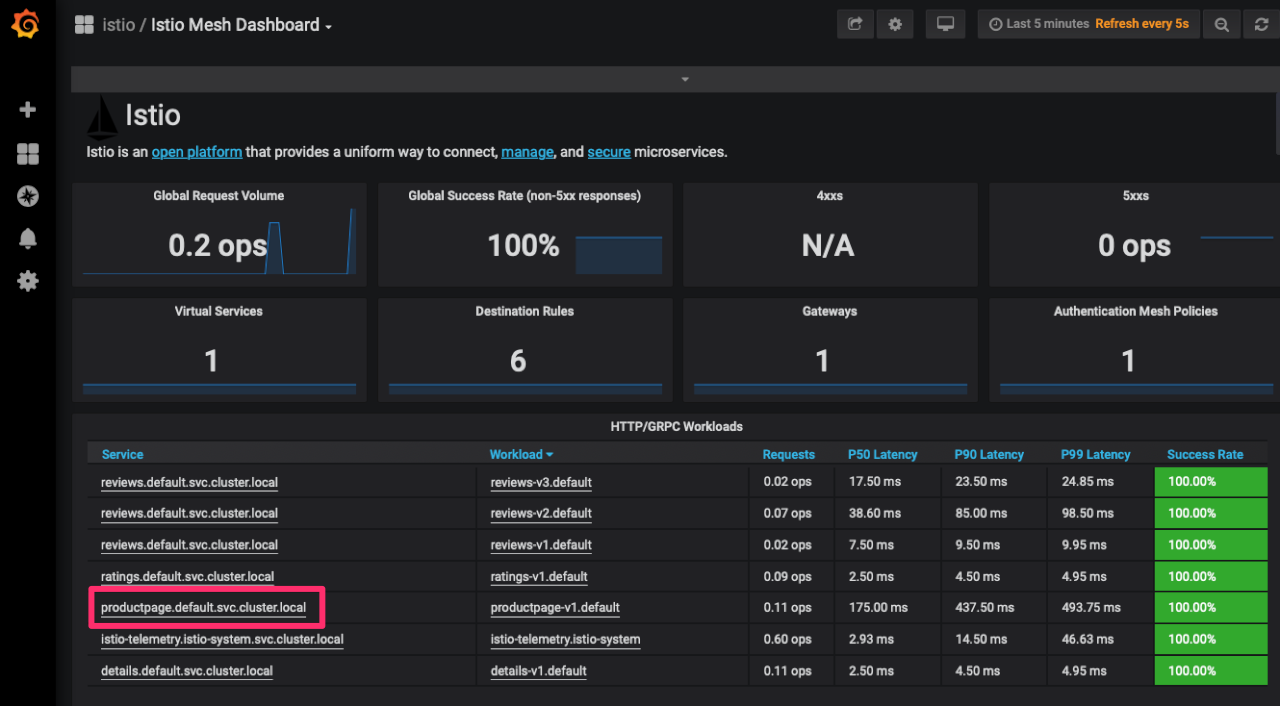 istio / Istio Mesh Dashboard
Last 5 minutes Refresh every 5s
Istio
Istio is an open platform that provides a uniform way to connect, manage, and secure microservices.
Global Request Volume
0.2 ops
Global Success Rate (non-5xx responses)
100%
4xxs
N/A
5xxs
0 ops
Virtual Services
1
Destination Rules
6
Gateways
1
Authentication Mesh Policies
1
HTTP/GRPC Workloads
Service Workload Requests P50 Latency P90 Latency P99 Latency Success Rate
reviews.default.svc.cluster.local reviews-v3.default 0.02 ops 17.50 ms 23.50 ms 24.85 ms 100.00%
reviews.default.svc.cluster.local reviews-v2.default 0.07 ops 38.60 ms 85.00 ms 98.50 ms 100.00%
reviews.default.svc.cluster.local reviews-v1.default 0.02 ops 7.50 ms 9.50 ms 9.95 ms 100.00%
ratings.default.svc.cluster.local ratings-v1.default 0.09 ops 2.50 ms 4.50 ms 4.95 ms 100.00%
productpage.default.svc.cluster.local productpage-v1.default 0.11 ops 175.00 ms 437.50 ms 493.75 ms 100.00%
istio-telemetry.istio-system.svc.cluster.local istio-telemetry.istio-system 0.60 ops 2.93 ms 14.50 ms 46.63 ms 100.00%
details.default.svc.cluster.local details-v1.default 0.11 ops 2.50 ms 4.50 ms 4.95 ms 100.00%